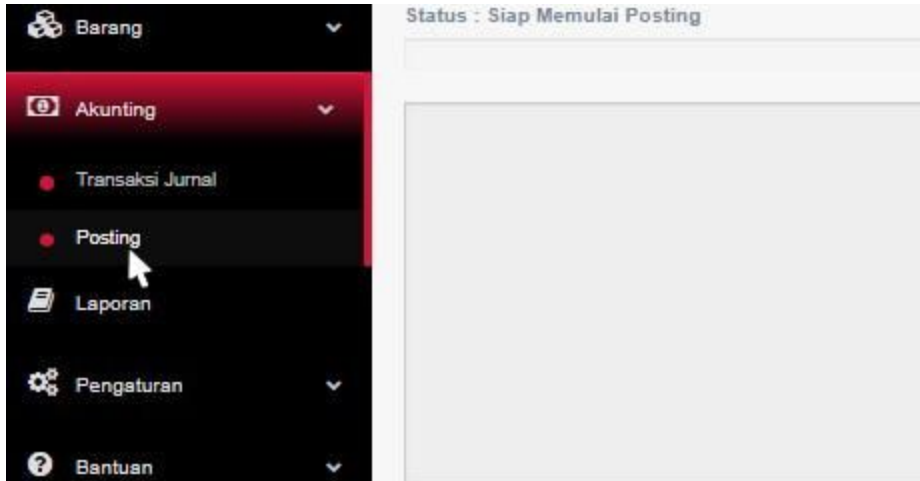 Barang
Status : Siap Memulai Posting
Akunting
Transaksi Jurnal
Posting
Laporan
Pengaturan
Bantuan